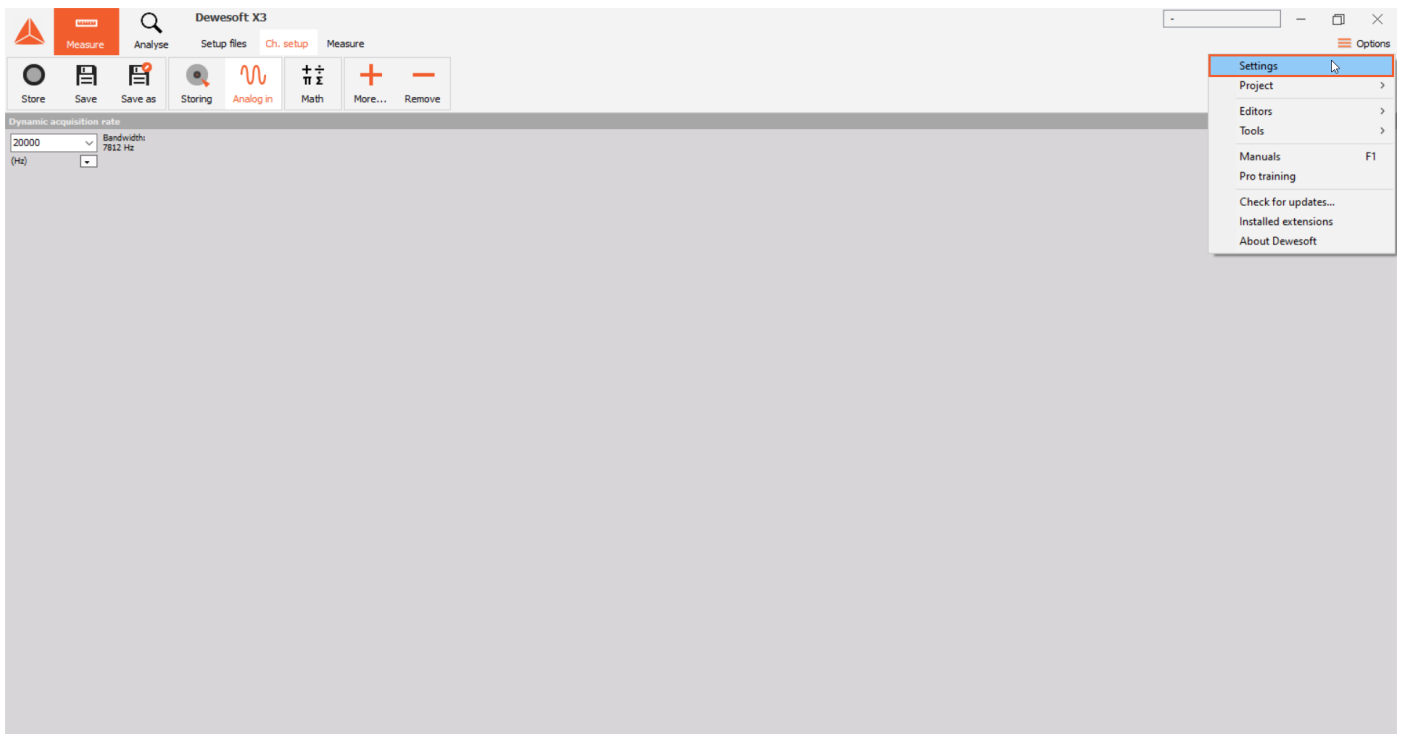 Dewesoft X3
-
Measure Analyse Setup files Ch. setup Measure Options
Store Save Save as Storing Analog in Math More... Remove
Dynamic acquisition rate
20000
Bandwidth:
7812 Hz
(Hz)
Settings
Project
Editors
Tools
Manuals F1
Pro training
Check for updates...
Installed extensions
About Dewesoft